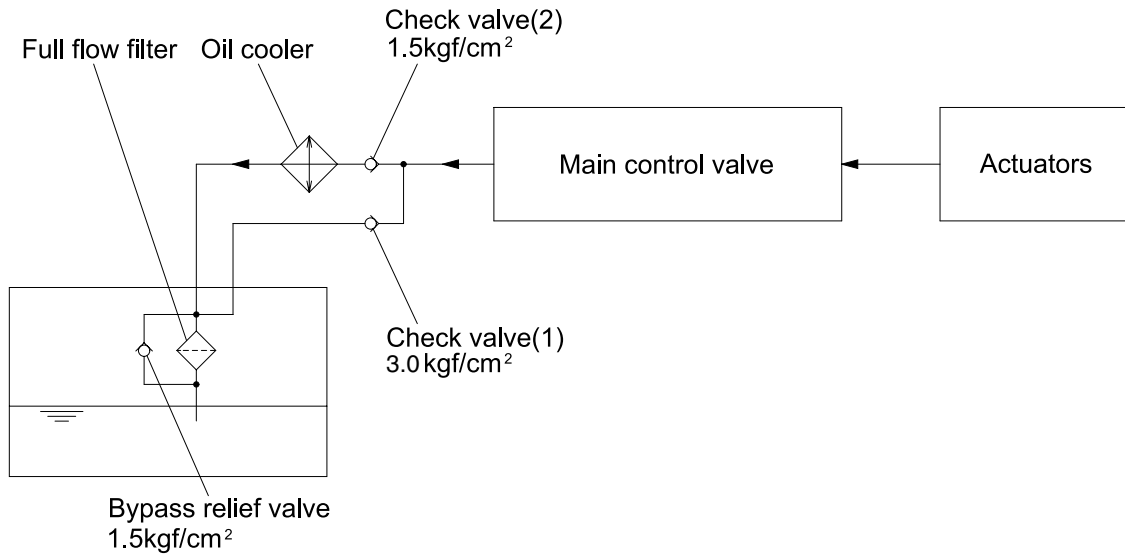 Check valve(2)
1.5kgf/cm²
Full flow filter
Oil cooler
Main control valve
Actuators
Check valve(1)
3.0kgf/cm²
Bypass relief valve
1.5kgf/cm²